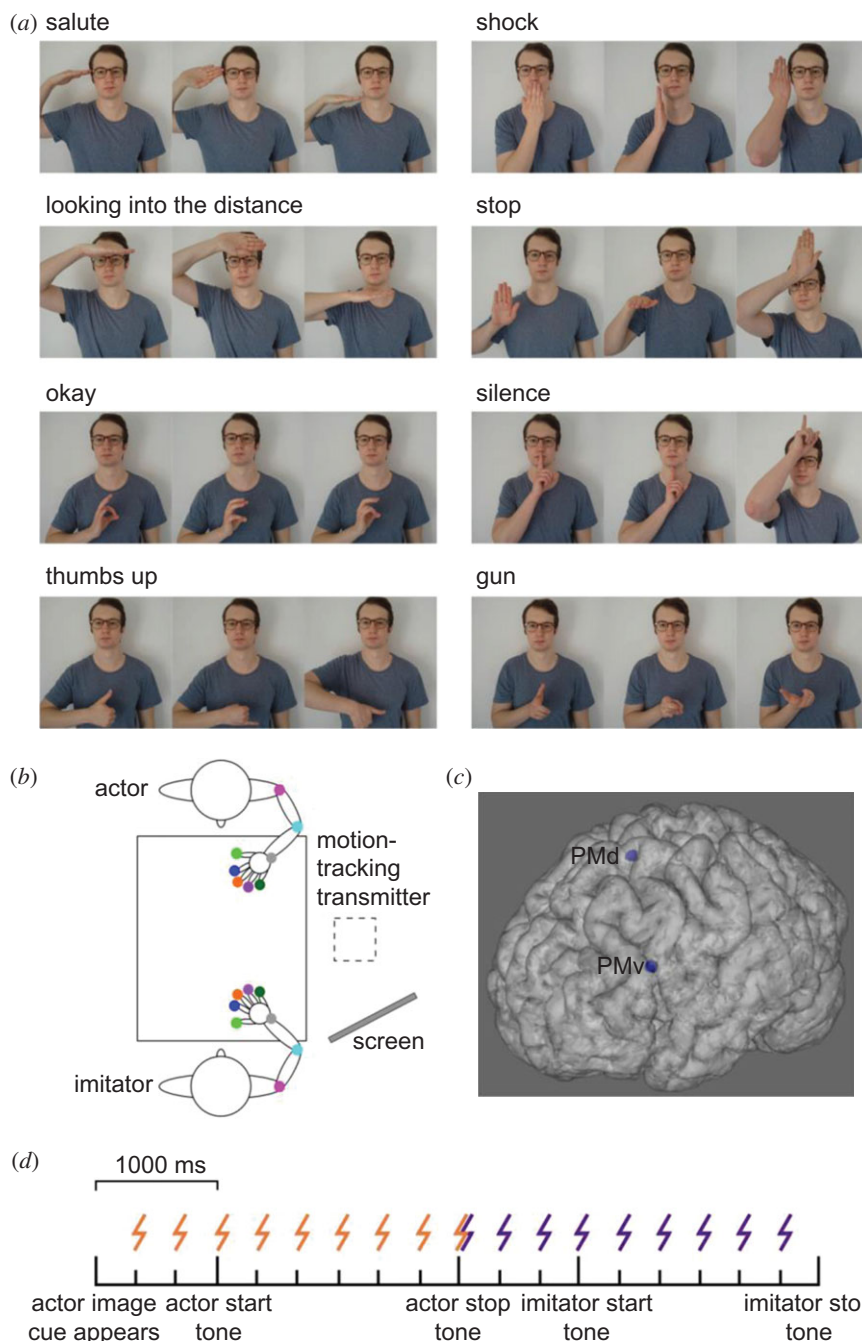 (a) salute shock
looking into the distance stop
okay silence
thumbs up gun
(b) (c)
actor
motion-
tracking
transmitter
PMd
PMv
screen
imitator
(d)
1000 ms
actor image actor start actor stop imitator start imitator sto
cue appears tone tone tone tone